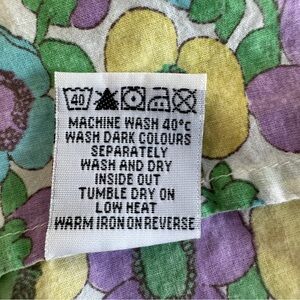 40
MACHINE WASH 40°C
WASH DARK COLOURS
SEPARATELY
WASH AND DRY
INSIDE OUT
TUMBLE DRY ON
LOW HEAT
WARM IRON ON REVERSE